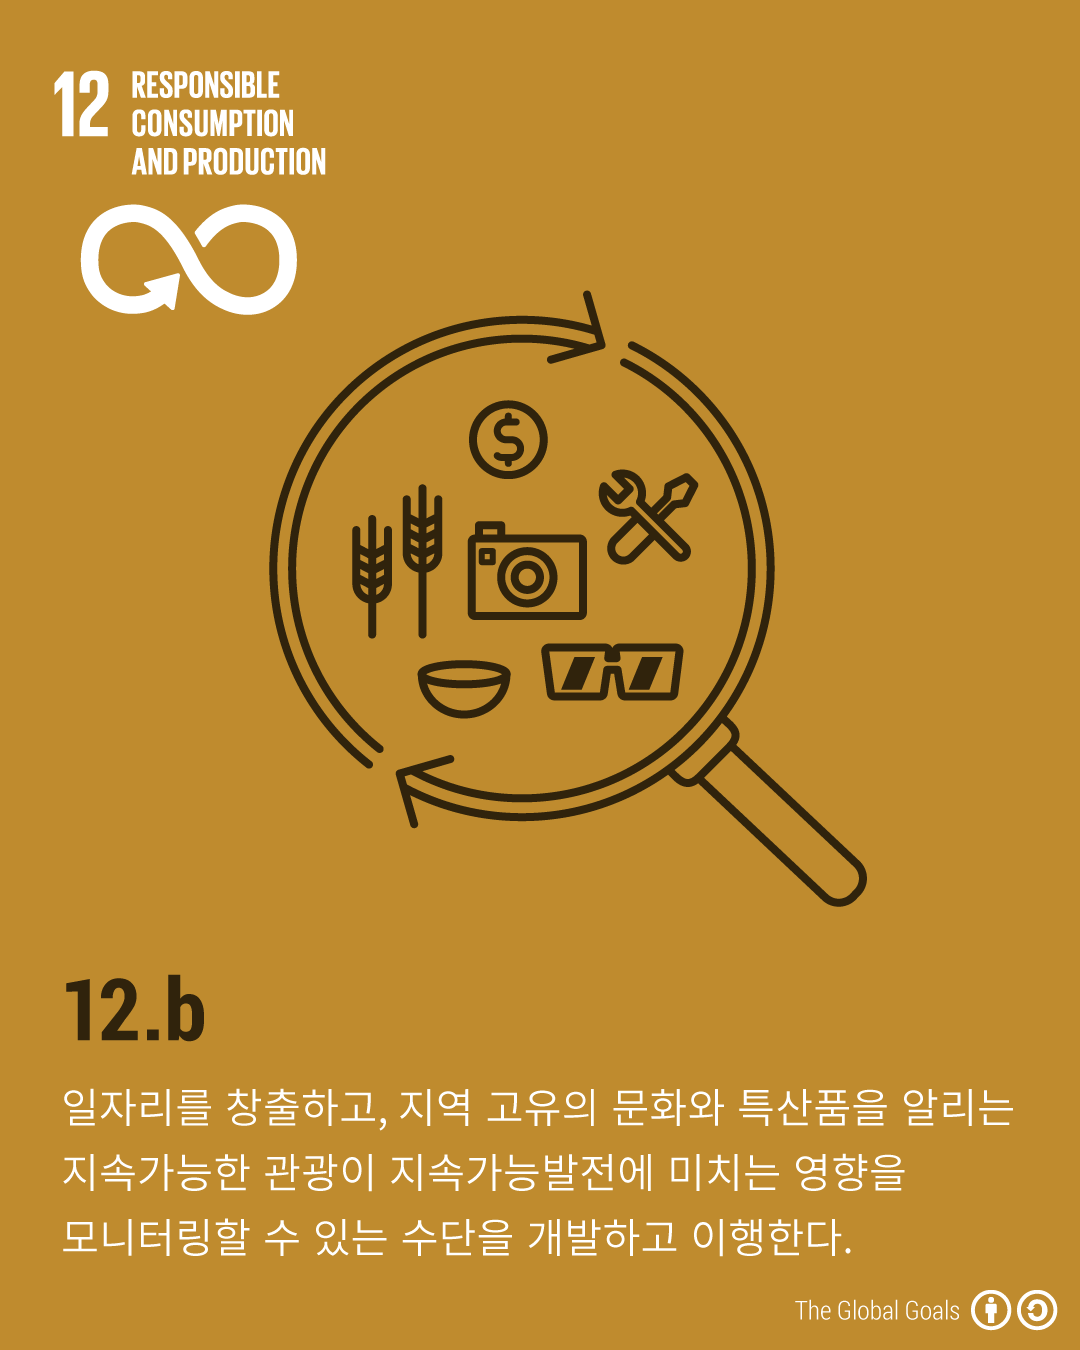 12 RESPONSIBLE
CONSUMPTION
AND PRODUCTION
$
12.b
일자리를 창출하고, 지역 고유의 문화와 특산품을 알리는
지속가능한 관광이 지속가능발전에 미치는 영향을
모니터링할 수 있는 수단을 개발하고 이행한다.
The Global Goals